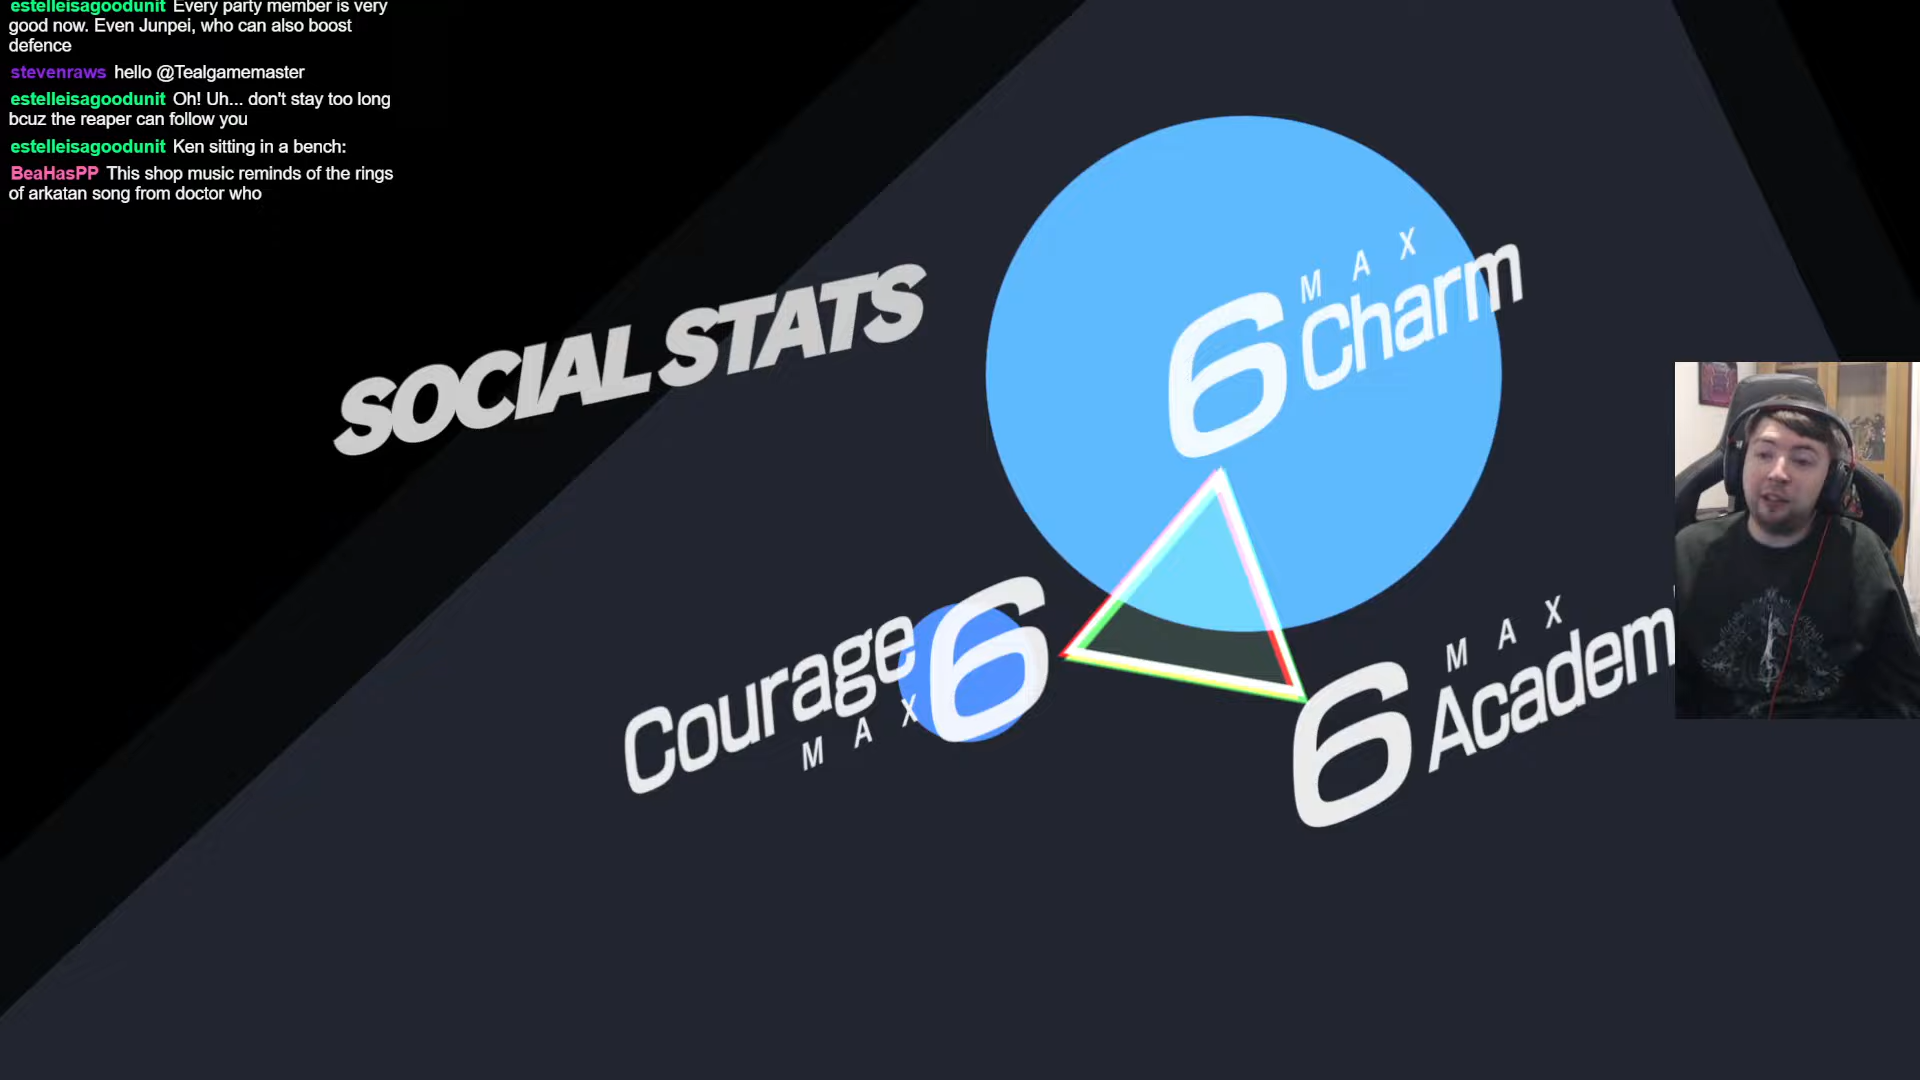 estelleisagoodunit Every party member is very
good now. Even Junpei, who can also boost
defence
stevenraws hello @Tealgamemaster
estelleisagoodunit Oh! Uh... don't stay too long
bcuz the reaper can follow you
estelleisagoodunit Ken sitting in a bench:
BeaHasPP This shop music reminds of the rings
of arkatan song from doctor who
SOCIAL STATS
MAX
6 Charm
Courage 6
MAX
MAX
6 Academ